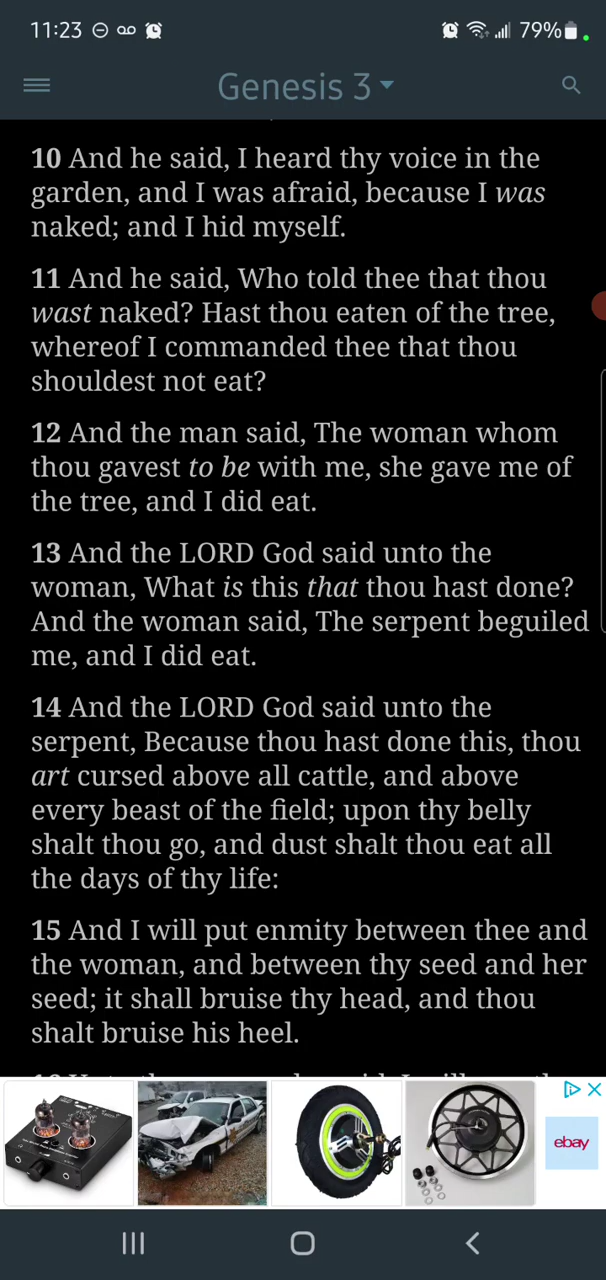 11:23
79%
Genesis 3
10 And he said, I heard thy voice in the
garden, and I was afraid, because I was
naked; and I hid myself.
11 And he said, Who told thee that thou
wast naked? Hast thou eaten of the tree,
whereof I commanded thee that thou
shouldest not eat?
12 And the man said, The woman whom
thou gavest to be with me, she gave me of
the tree, and I did eat.
13 And the LORD God said unto the
woman, What is this that thou hast done?
And the woman said, The serpent beguiled
me, and I did eat.
14 And the LORD God said unto the
serpent, Because thou hast done this, thou
art cursed above all cattle, and above
every beast of the field; upon thy belly
shalt thou go, and dust shalt thou eat all
the days of thy life:
15 And I will put enmity between thee and
the woman, and between thy seed and her
seed; it shall bruise thy head, and thou
shalt bruise his heel.
ebay